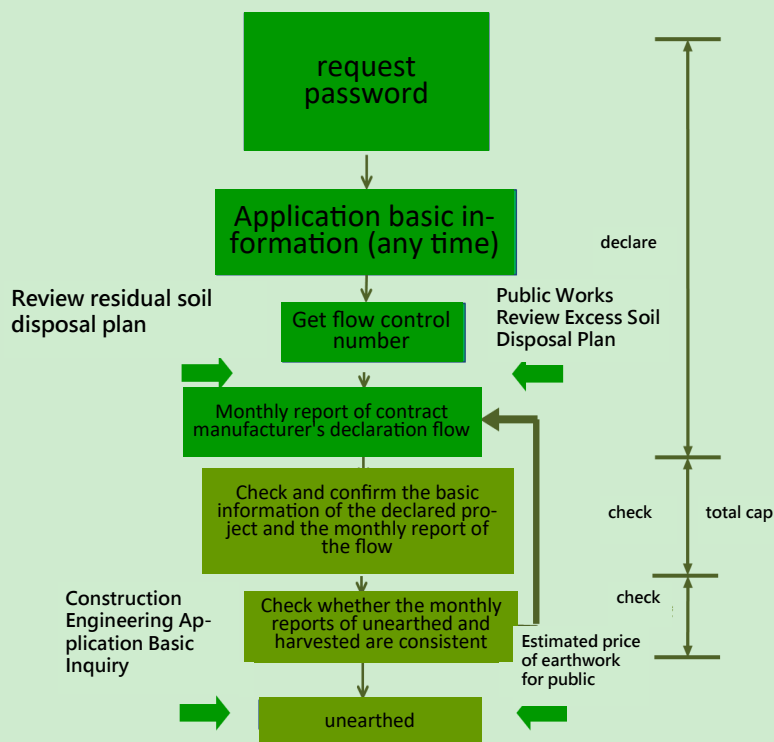 request
password
Application basic in-
formation (any time)
declare
Review residual soil
disposal plan
Public Works
Review Excess Soil
Disposal Plan
Get flow control
number
Monthly report of contract
manufacturer's declaration flow
Check and confirm the basic
information of the declared pro-
ject and the monthly report of
the flow
check
total cap
Construction
Engineering Ap-
plication Basic
Inquiry
Check whether the monthly
reports of unearthed and
harvested are consistent
check
Estimated price
of earthwork
for public
unearthed